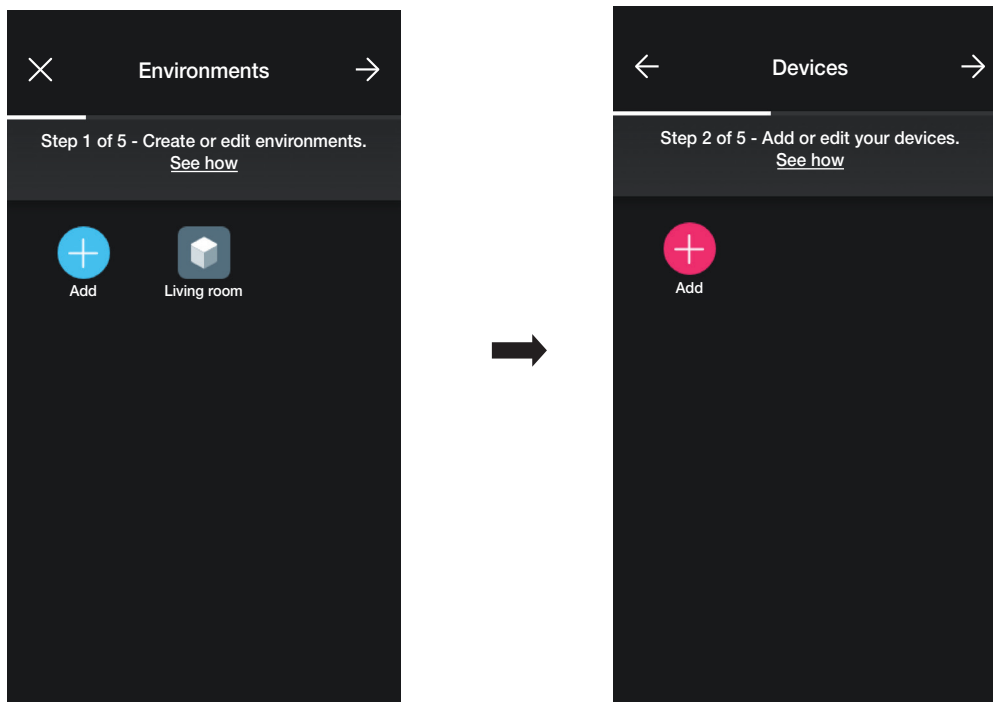 Environments
Step 1 of 5 - Create or edit environments.
See how
Add
Living room
Devices
Step 2 of 5 - Add or edit your devices.
See how
Add